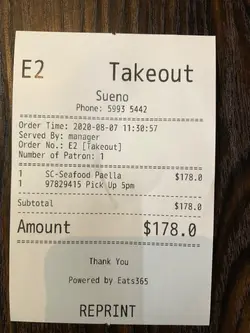 E2 Takeout
Sueno
Phone: 5993 5442
Order Time: 2020-08-07 11:30:57
Served By: manager
Order No.: E2 [Takeout]
Number of Patron: 1
1 SC-Seafood Paella $178.0
1 97829415 Pick Up 5pm
Subtotal $178.0
Amount $178.0
Thank You
Powered by Eats365
REPRINT